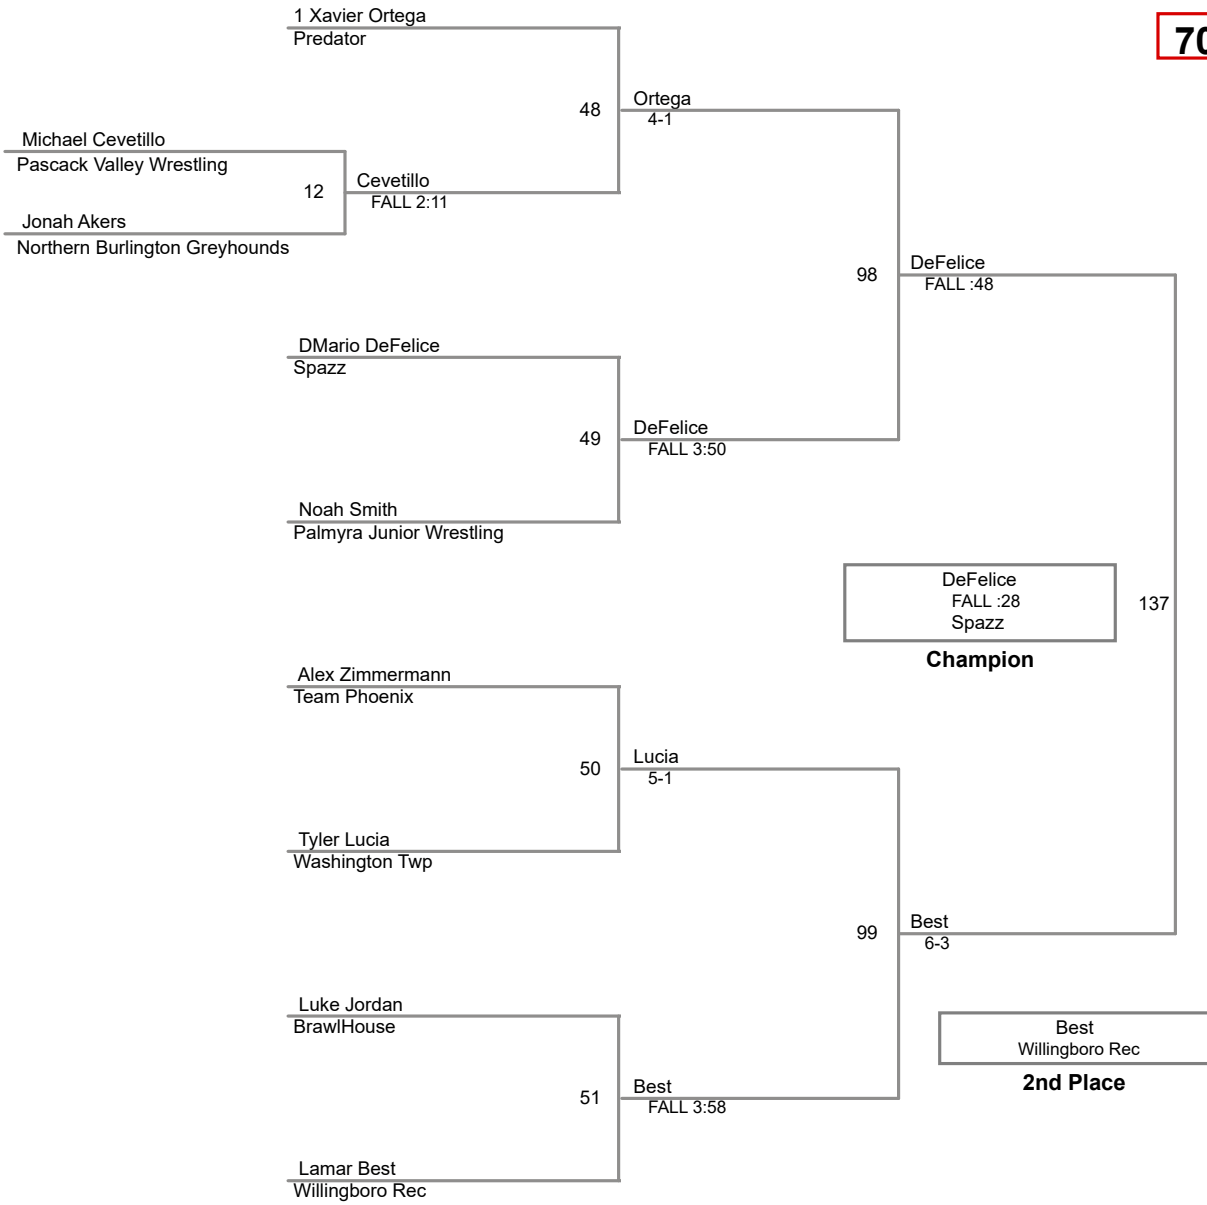 1 Xavier Ortega
Predator
70
48
Ortega
4-1
Michael Cevetillo
Pascack Valley Wrestling
12
Cevetillo
FALL 2:11
Jonah Akers
Northern Burlington Greyhounds
98
DeFelice
FALL :48
DMario DeFelice
Spazz
49
DeFelice
FALL 3:50
Noah Smith
Palmyra Junior Wrestling
DeFelice
FALL :28
Spazz
137
Champion
Alex Zimmermann
Team Phoenix
50
Lucia
5-1
Tyler Lucia
Washington Twp
99
Best
6-3
Luke Jordan
BrawlHouse
Best
Willingboro Rec
2nd Place
51
Best
FALL 3:58
Lamar Best
Willingboro Rec